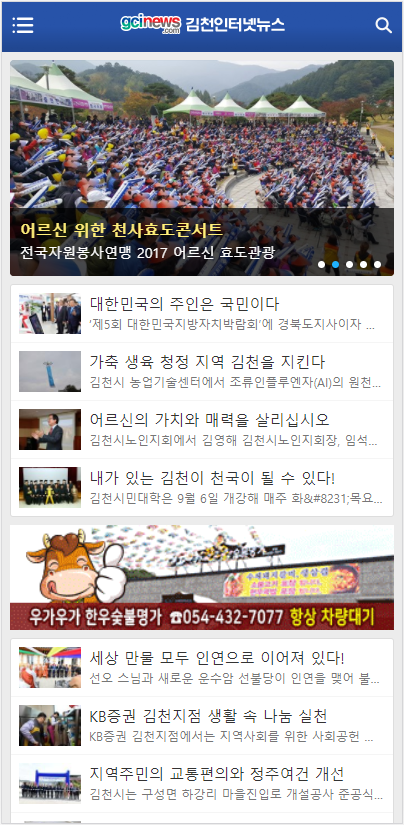 gcinews.com 김천인터넷뉴스
어르신 위한 천사효도콘서트
전국자원봉사연맹 2017 어르신 효도관광
대한민국의 주인은 국민이다
'제5회 대한민국지방자치박람회'에 경북도지사이자 ...
가축 생육 청정 지역 김천을 지킨다
김천시 농업기술센터에서 조류인플루엔자(AI)의 원천...
어르신의 가치와 매력을 살리십시오
김천시노인지회에서 김영해 김천시노인지회장, 임석...
내가 있는 김천이 천국이 될 수 있다!
김천시민대학은 9월 6일 개강해 매주 화&#8231;목요...
우가우가 한우숯불명가 ☎054-432-7077 항상 차량대기
세상 만물 모두 인연으로 이어져 있다!
선오 스님과 새로운 운수암 선불당이 인연을 맺어 불...
KB증권 김천지점 생활 속 나눔 실천
KB증권 김천지점에서는 지역사회를 위한 사회공헌 ...
지역주민의 교통편의와 정주여건 개선
김천시는 구성면 하강리 마을진입로 개설공사 준공식...